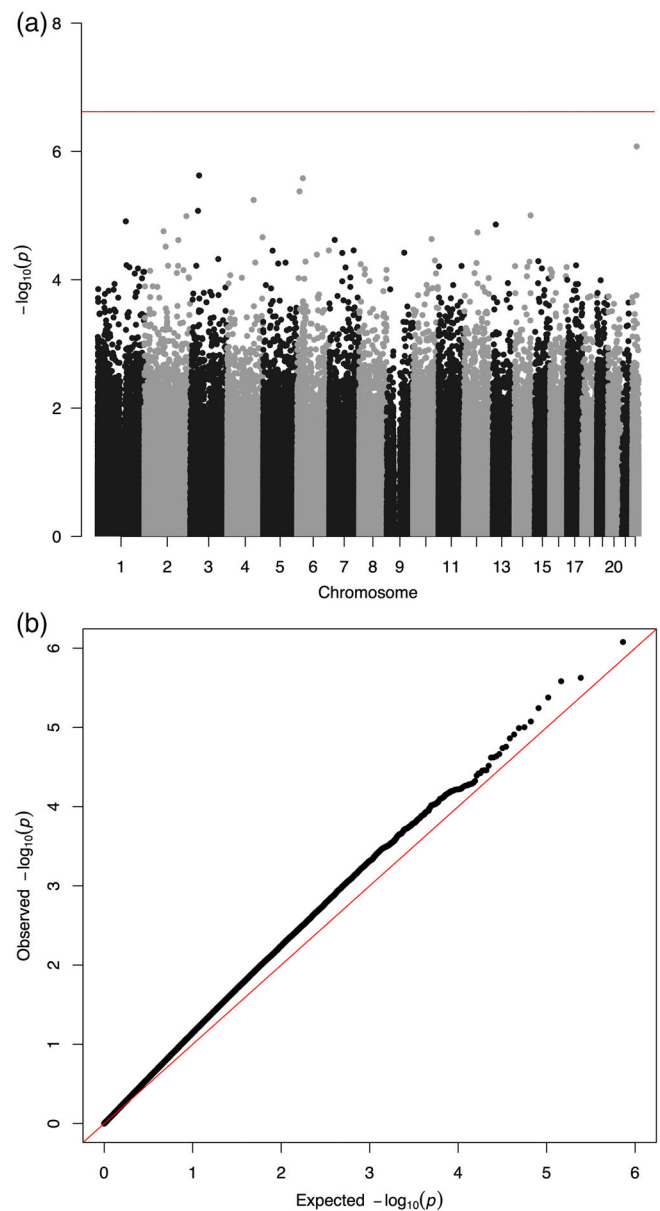 (a)
8
6
4
2
0
−log10(p)
1 2 3 4 5 6 7 8 9 11 13 15 17 20
Chromosome
(b)
6
5
4
3
2
1
0
Observed −log10(p)
0 1 2 3 4 5 6
Expected −log10(p)